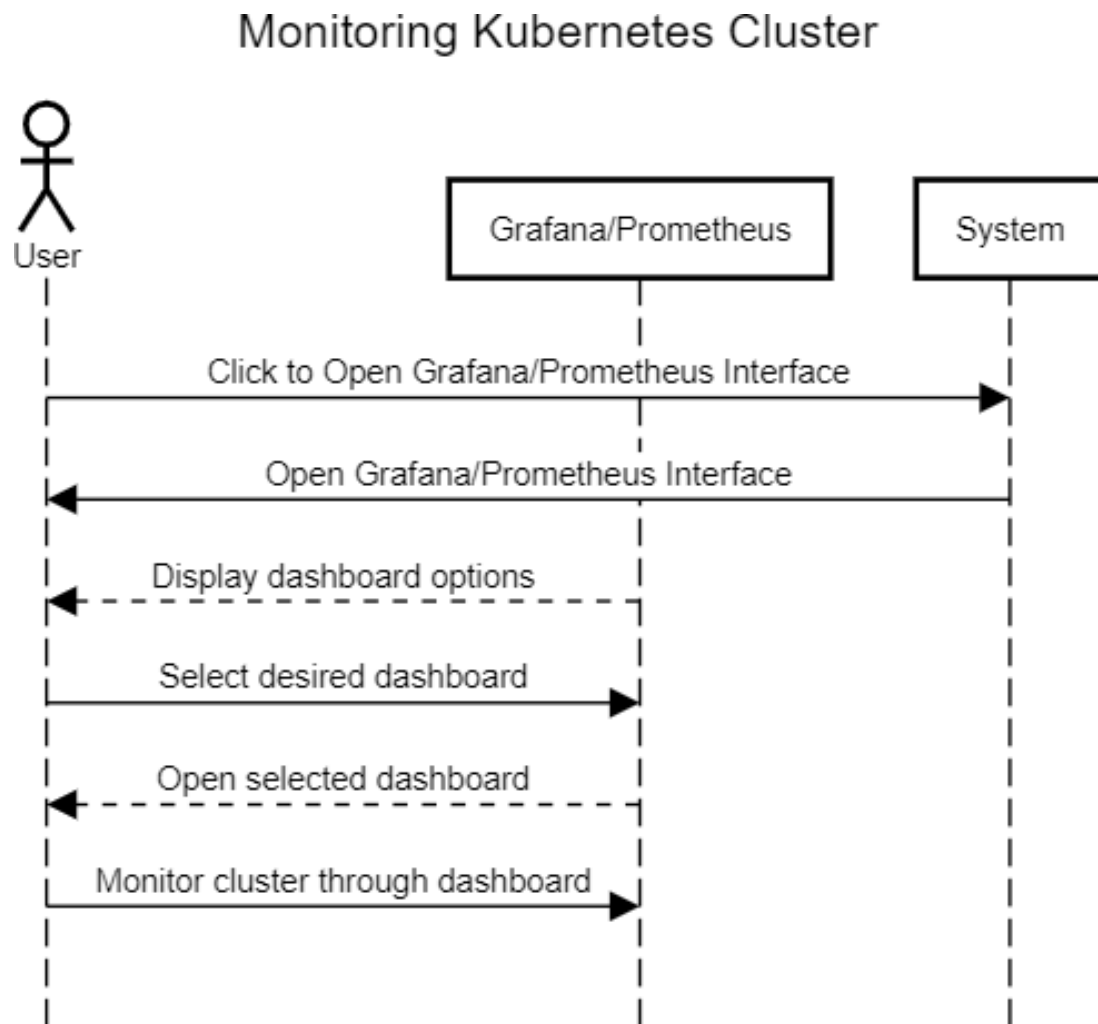 Monitoring Kubernetes Cluster
User
Grafana/Prometheus
System
Click to Open Grafana/Prometheus Interface
Open Grafana/Prometheus Interface
Display dashboard options
Select desired dashboard
Open selected dashboard
Monitor cluster through dashboard